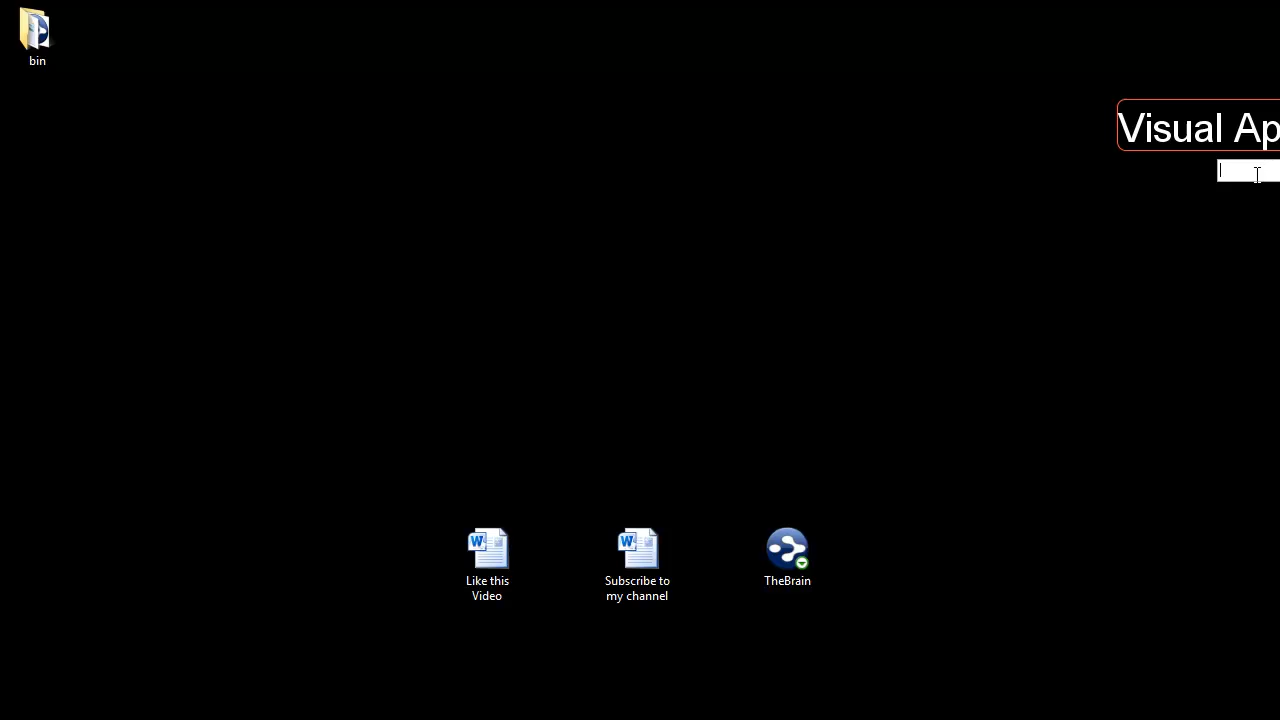 bin
Visual Ap
Like this
Video
Subscribe to
my channel
TheBrain